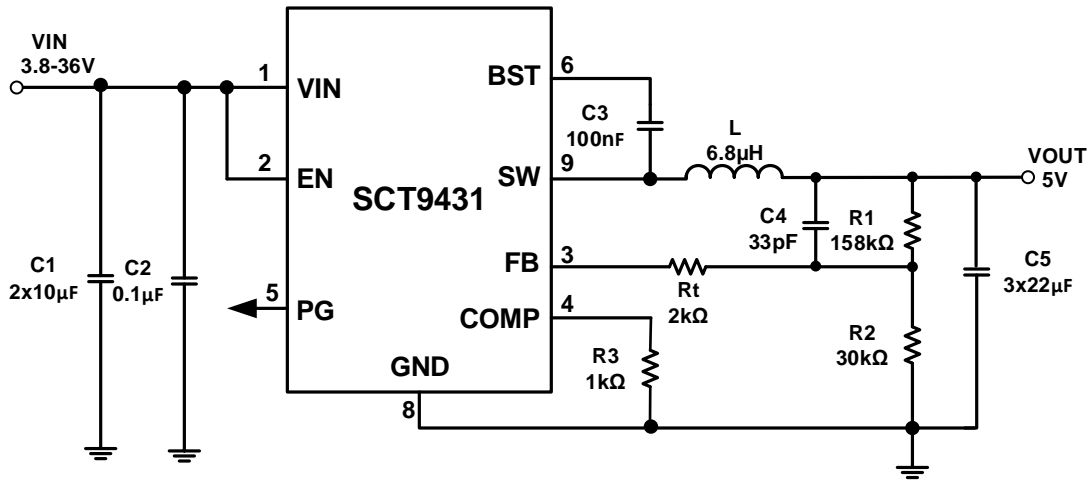 VIN
3.8-36V
1
VIN
BST
6
C3
100nF
2
EN
SW
9
L
6.8µH
VOUT
5V
SCT9431
C4
33pF
R1
158kΩ
FB
3
Rt
2kΩ
C1
2x10µF
C2
0.1µF
5
PG
COMP
4
C5
3x22µF
R3
1kΩ
R2
30kΩ
GND
8